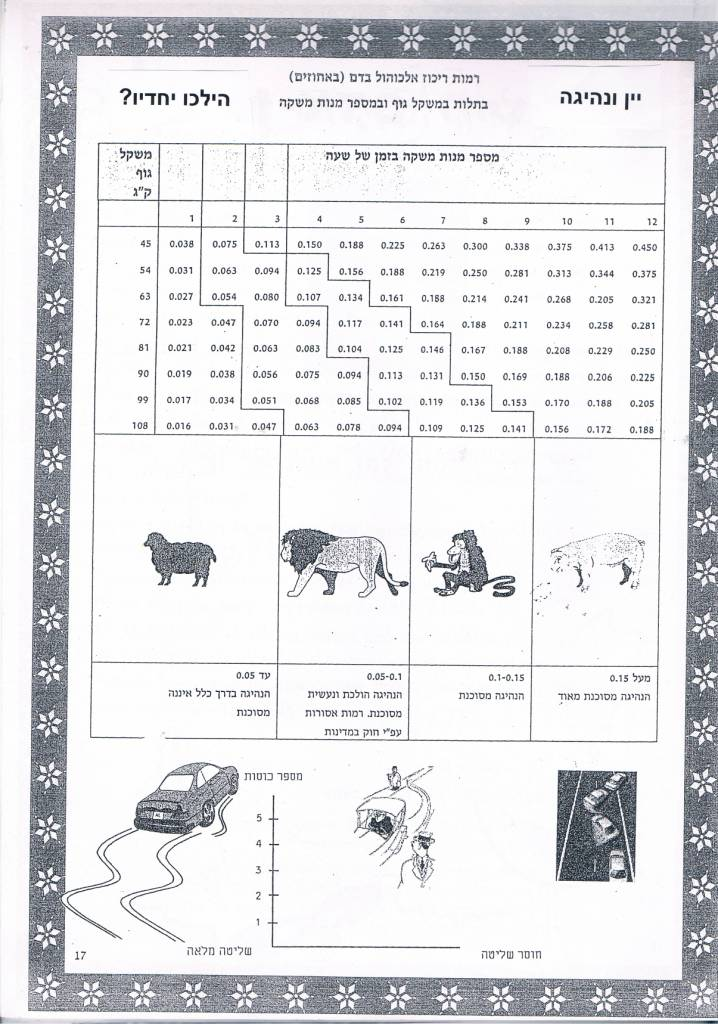 רמות ריכוז אלכוהול בדם (באחוזים)
יין ונהיגה
בתלות במשקל גוף ובמספר מנות משקה
הילכו יחדיו?
משקל גוף ק"ג
מספר מנות משקה בזמן של שעה
1 2 3 4 5 6 7 8 9 10 11 12
45 0.038 0.075 0.113 0.150 0.188 0.225 0.263 0.300 0.338 0.375 0.413 0.450
54 0.031 0.063 0.094 0.125 0.156 0.188 0.219 0.250 0.281 0.313 0.344 0.375
63 0.027 0.054 0.080 0.107 0.134 0.161 0.188 0.214 0.241 0.268 0.205 0.321
72 0.023 0.047 0.070 0.094 0.117 0.141 0.164 0.188 0.211 0.234 0.258 0.281
81 0.021 0.042 0.063 0.083 0.104 0.125 0.146 0.167 0.188 0.208 0.229 0.250
90 0.019 0.038 0.056 0.075 0.094 0.113 0.131 0.150 0.169 0.188 0.206 0.225
99 0.017 0.034 0.051 0.068 0.085 0.102 0.119 0.136 0.153 0.170 0.188 0.205
108 0.016 0.031 0.047 0.063 0.078 0.094 0.109 0.125 0.141 0.156 0.172 0.188
מעל 0.15
הנהיגה מסוכנת מאוד
0.1-0.15
הנהיגה מסוכנת
0.05-0.1
הנהיגה הולכת ונעשית
מסוכנת. רמות אסורות
עפ"י חוק במדינות
עד 0.05
הנהיגה בדרך כלל איננה
מסוכנת
מספר כוסות
5
4
3
2
1
חוסר שליטה
שליטה מלאה
17